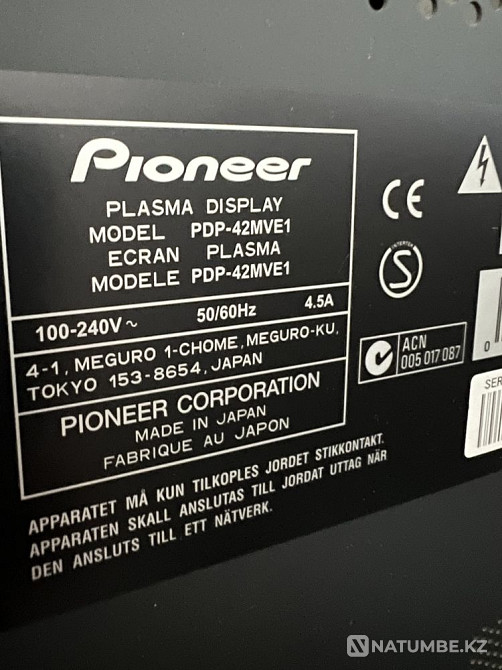 Pioneer
PLASMA DISPLAY
MODEL PDP-42MVE1
ECRAN PLASMA
MODELE PDP-42MVE1
100-240V ~ 50/60Hz 4.5A
4-1, MEGURO 1-CHOME, MEGURO-KU,
TOKYO 153-8654, JAPAN
PIONEER CORPORATION
MADE IN JAPAN
FABRIQUE AU JAPON
CE
INTERTEK
S
ACN
005 017 087
0
SER
APPARATET MÅ KUN TILKOPLES JORDET STIKKONTAKT.
APPARATEN SKALL ANSLUTAS TILL JORDAT UTTAG NÄR
DEN ANSLUTS TILL ETT NÄTVERK.
NATUMBE.KZ